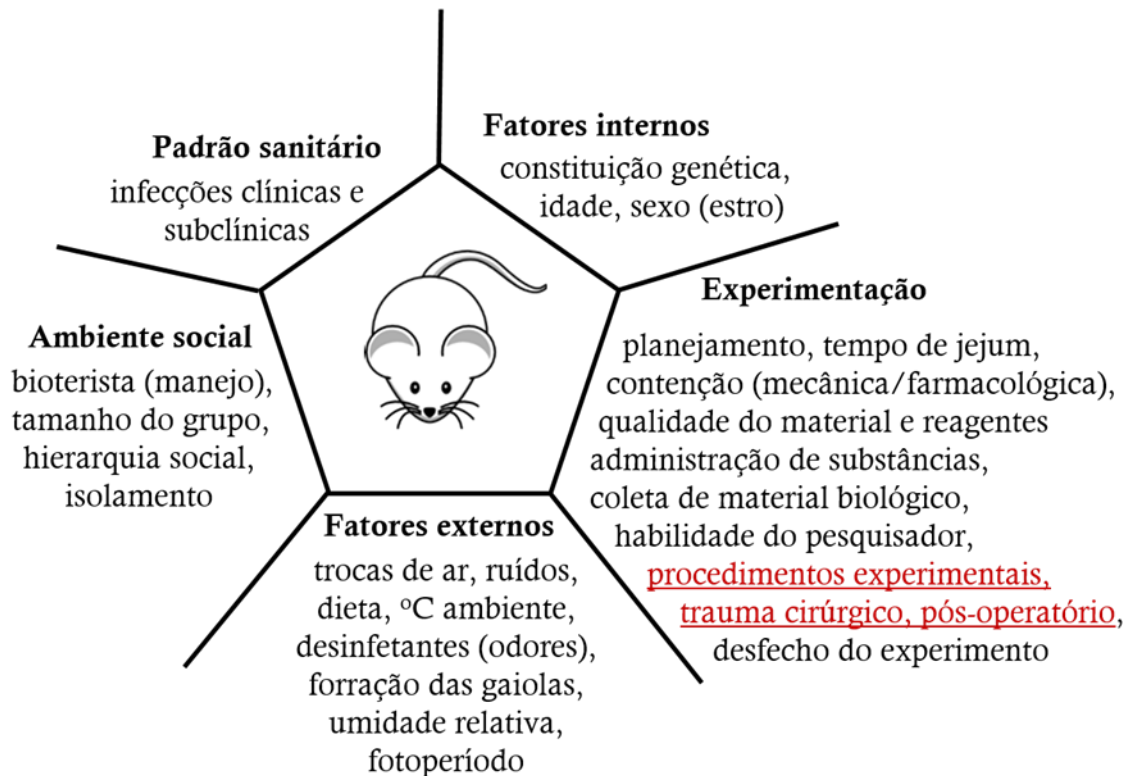 Padrão sanitário
infecções clínicas e
subclínicas
Fatores internos
constituição genética,
idade, sexo (estro)
Ambiente social
bioterista (manejo),
tamanho do grupo,
hierarquia social,
isolamento
Experimentação
planejamento, tempo de jejum,
contenção (mecânica/farmacológica),
qualidade do material e reagentes
administração de substâncias,
coleta de material biológico,
habilidade do pesquisador,
procedimentos experimentais,
trauma cirúrgico, pós-operatório,
desfecho do experimento
Fatores externos
trocas de ar, ruídos,
dieta, ºC ambiente,
desinfetantes (odores),
forração das gaiolas,
umidade relativa,
fotoperíodo